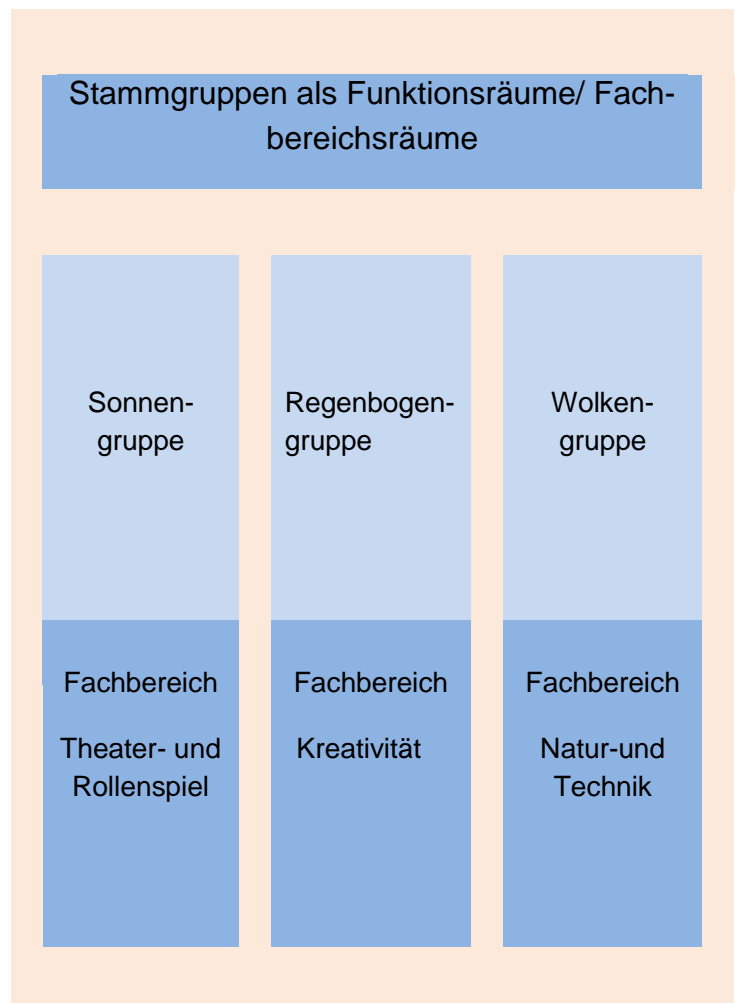 Stammgruppen als Funktionsräume/ Fach-
bereichsräume
Sonnen-
gruppe
Fachbereich
Theater- und
Rollenspiel
Regenbogen-
gruppe
Fachbereich
Kreativität
Wolken-
gruppe
Fachbereich
Natur-und
Technik